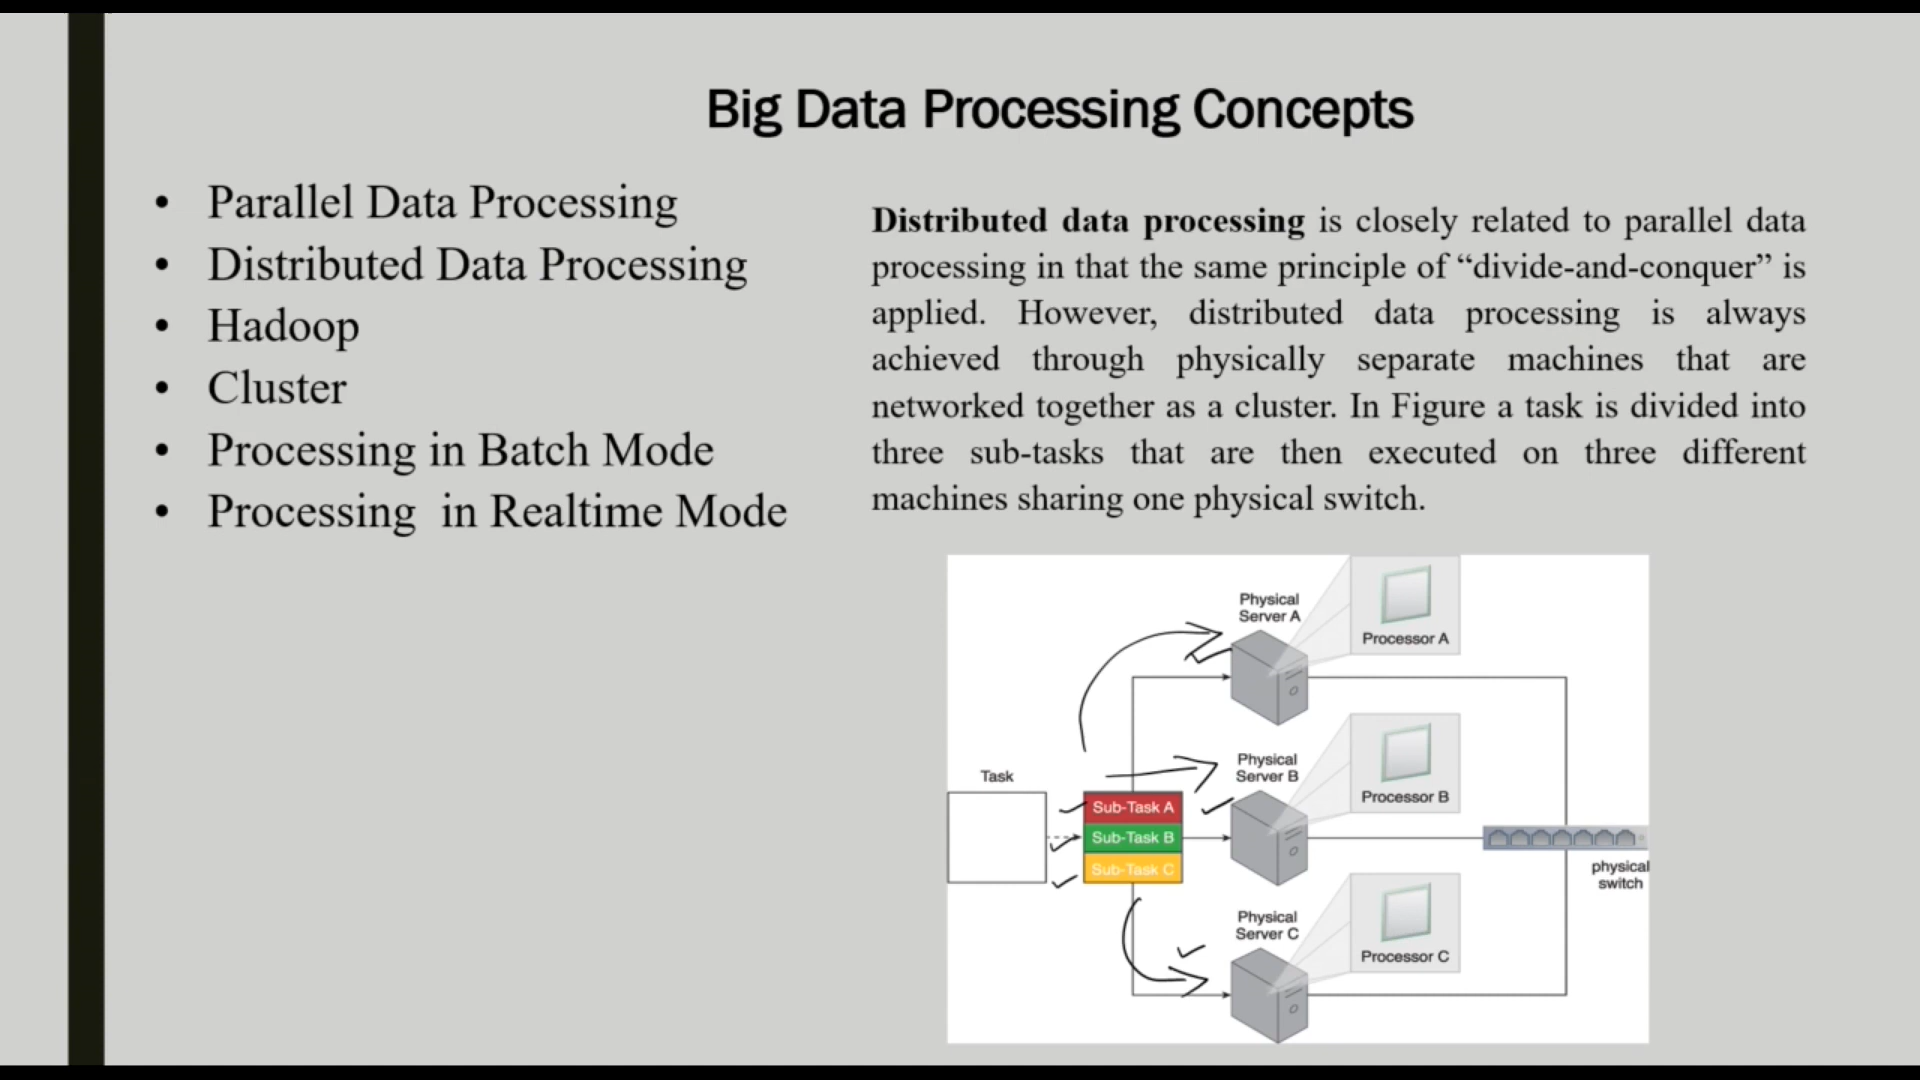 Big Data Processing Concepts
• Parallel Data Processing
• Distributed Data Processing
• Hadoop
• Cluster
• Processing in Batch Mode
• Processing in Realtime Mode
Distributed data processing is closely related to parallel data
processing in that the same principle of “divide-and-conquer” is
applied. However, distributed data processing is always
achieved through physically separate machines that are
networked together as a cluster. In Figure a task is divided into
three sub-tasks that are then executed on three different
machines sharing one physical switch.
Physical
Server A
Processor A
Physical
Server B
Processor B
Task
Sub-Task A
Sub-Task B
Sub-Task C
physical
switch
Physical
Server C
Processor C